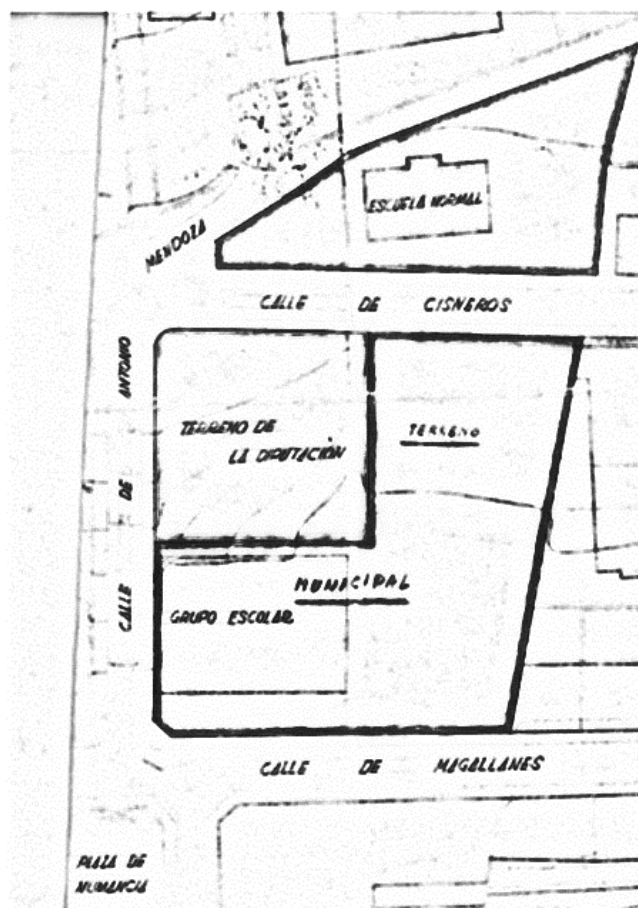 ESCUELA NORMAL
MENDOZA
CALLE DE CISNEROS
ANTONIO
DE
CALLE
TERRENO DE
LA DIPUTACIÓN
TERRENO
MUNICIPAL
GRUPO ESCOLAR
CALLE DE MAGALLANES
PLAZA DE
NUMANCIA